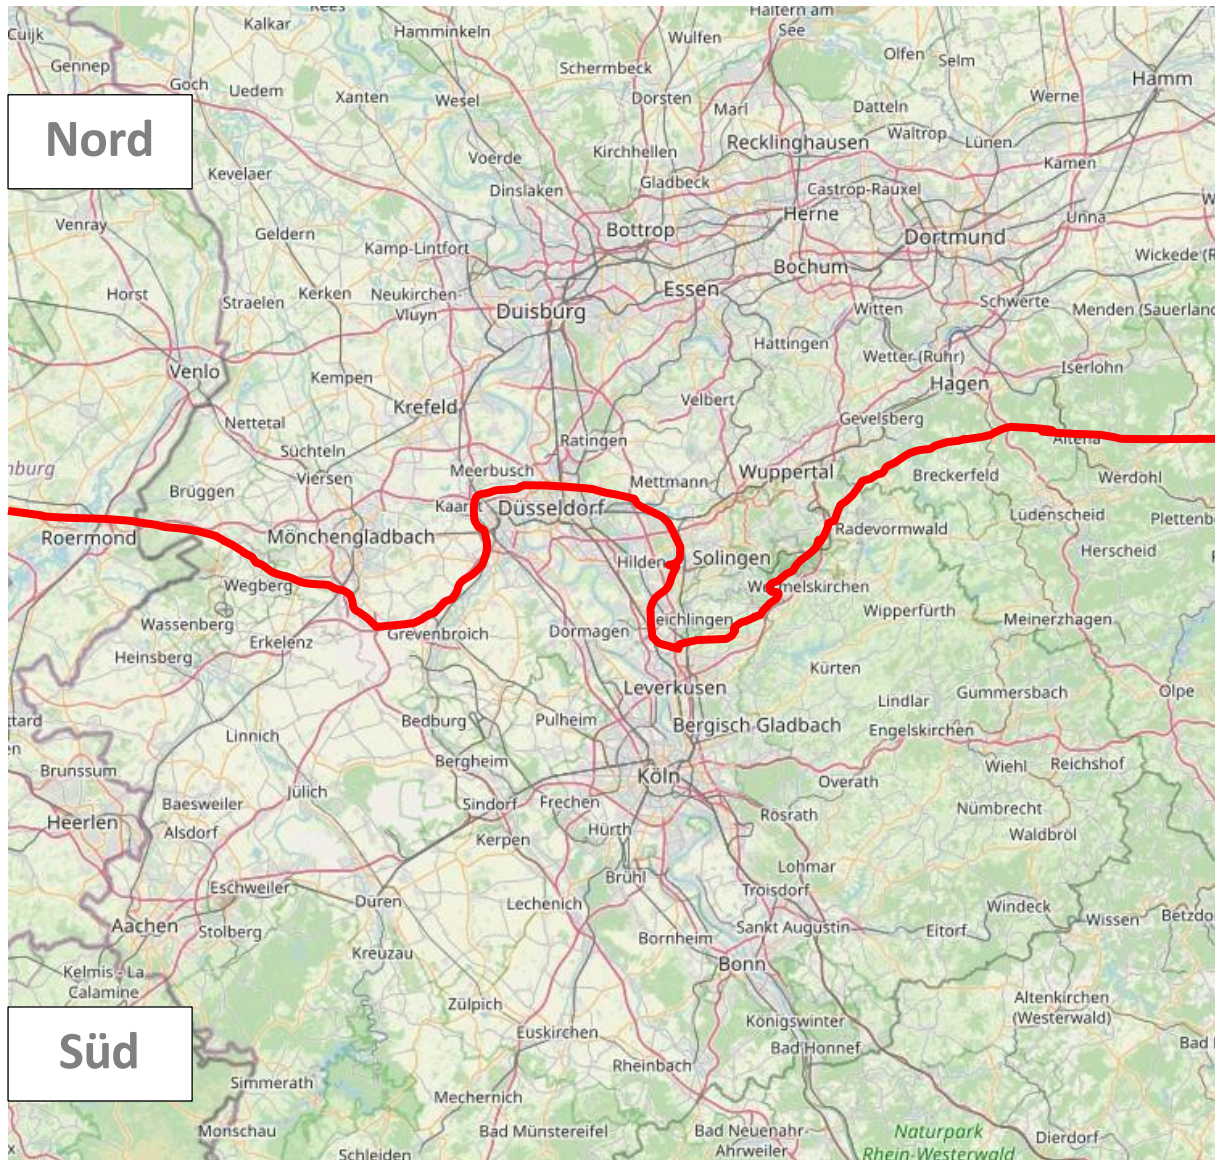 Rees
Haltern am
See
Cuijk
Kalkar
Hamminkeln
Wulfen
Olfen
Selm
Gennep
Schermbeck
Hamm
Goch
Uedem
Xanten
Wesel
Dorsten
Marl
Datteln
Werne
Nord
Recklinghausen
Waltrop
Lünen
Kevelaer
Voerde
Kirchhellen
Kamen
Dinslaken
Gladbeck
Castrop-Rauxel
Herne
Unna
Venray
Geldern
Kamp-Lintfort
Bottrop
Dortmund
Wickede (R
Bochum
Horst
Straelen
Kerken
Neukirchen-
Vluyn
Essen
Duisburg
Witten
Schwerte
Menden (Sauerland
Hattingen
Wetter (Ruhr)
Venlo
Kempen
Iserlohn
Hagen
Krefeld
Velbert
Nettetal
Gevelsberg
Süchteln
Ratingen
Altena
nburg
Viersen
Meerbusch
Wuppertal
Brüggen
Mettmann
Breckerfeld
Werdohl
Kaarst
Düsseldorf
Lüdenscheid
Plettenb
Roermond
Mönchengladbach
Radevormwald
Hilden
Solingen
Herscheid
Wegberg
Wermelskirchen
Wassenberg
Wipperfürth
Meinerzhagen
Leichlingen
Erkelenz
Grevenbroich
Dormagen
Heinsberg
Kürten
Leverkusen
Gummersbach
Olpe
Lindlar
ttard
Linnich
Bedburg
Pulheim
Bergisch Gladbach
Engelskirchen
en
Brunssum
Bergheim
Köln
Wiehl
Reichshof
Jülich
Overath
Baesweiler
Sindorf
Frechen
Rösrath
Nümbrecht
Heerlen
Alsdorf
Kerpen
Hürth
Waldbröl
Brühl
Lohmar
Eschweiler
Düren
Lechenich
Troisdorf
Windeck
Aachen
Stolberg
Bornheim
Sankt Augustin
Eitorf
Wissen
Betzdo
Kreuzau
Bonn
Kelmis - La
Calamine
Zülpich
Altenkirchen
(Westerwald)
Süd
Euskirchen
Königswinter
Bad Honnef
Rheinbach
Simmerath
Mechernich
Monschau
Bad Münstereifel
Bad Neuenahr-
Ahrweiler
Naturpark
Rhein-Westerwald
Dierdorf
Schleiden